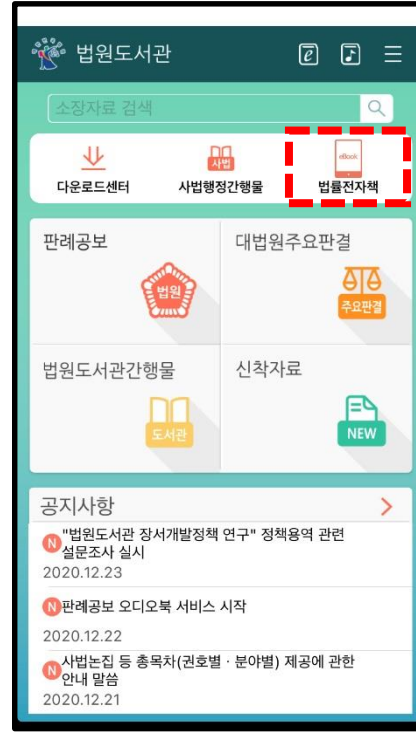 법원도서관
소장자료 검색
사법
eBook
다운로드센터 사법행정간행물 법률전자책
판례공보 대법원주요판결
법원
주요판결
법원도서관간행물 신착자료
도서관
NEW
공지사항
N "법원도서관 장서개발정책 연구" 정책용역 관련
설문조사 실시
2020.12.23
N 판례공보 오디오북 서비스 시작
2020.12.22
N 사법논집 등 총목차(권호별 · 분야별) 제공에 관한
안내 말씀
2020.12.21